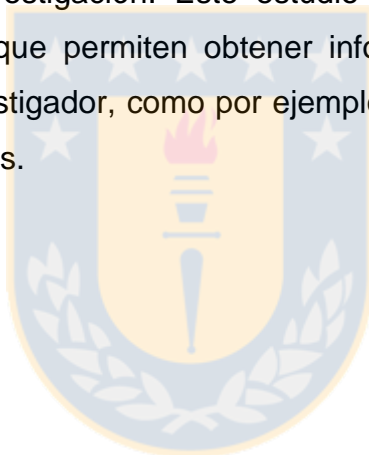 estigación. Este estudio
que permiten obtener info
stigador, como por ejemplo
s.